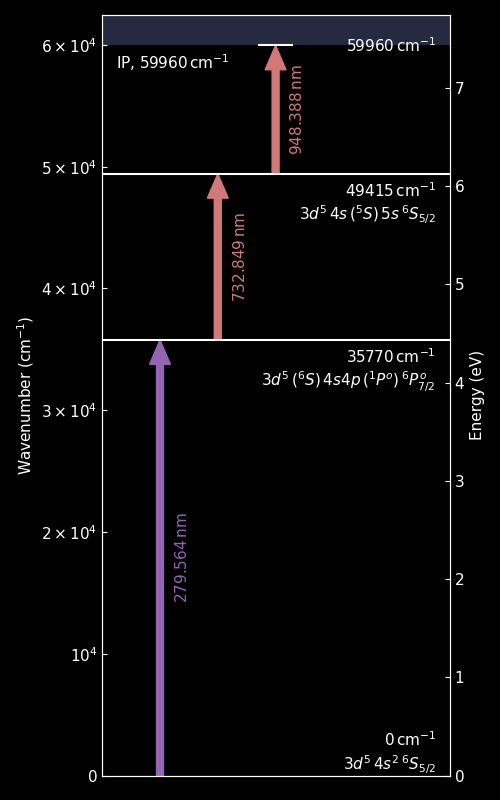 6 × 10⁴
IP, 59960 cm⁻¹
59960 cm⁻¹
7
948.388 nm
5 × 10⁴
49415 cm⁻¹
6
3d⁵ 4s (⁵S) 5s ⁶S₅/₂
732.849 nm
5
4 × 10⁴
Wavenumber (cm⁻¹)
Energy (eV)
35770 cm⁻¹
3d⁵ (⁶S) 4s4p (¹Pᵒ) ⁶Pᵒ₇/₂
4
3 × 10⁴
3
279.564 nm
2 × 10⁴
2
10⁴
1
0 cm⁻¹
3d⁵ 4s² ⁶S₅/₂
0
0